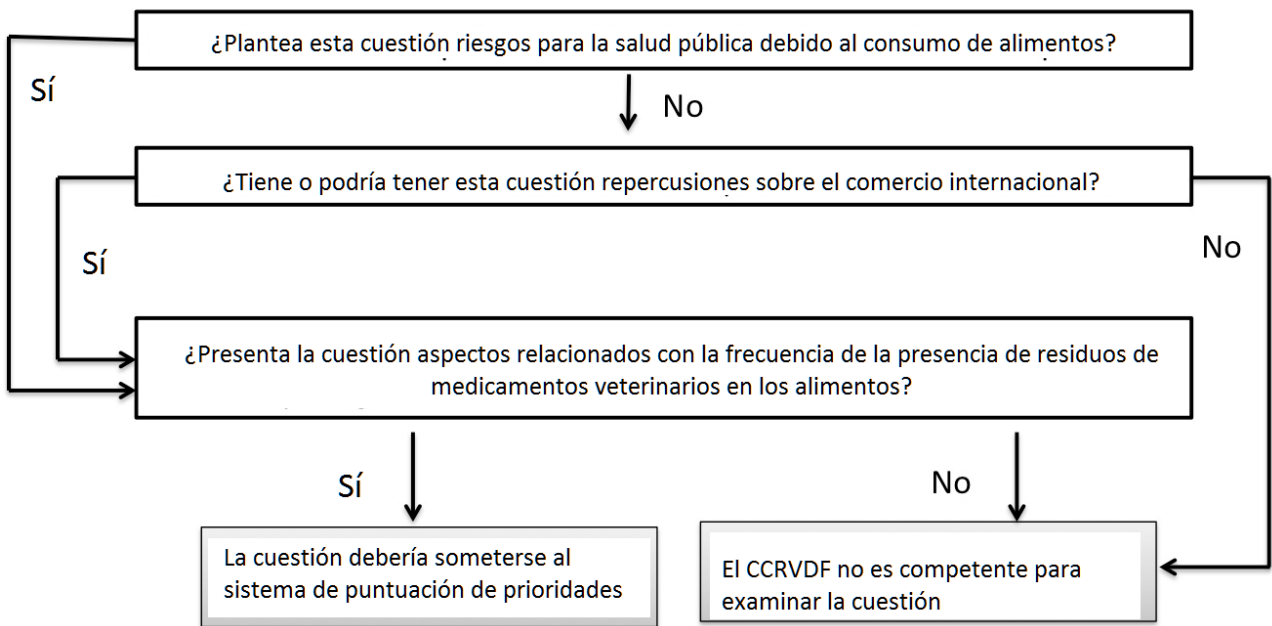 ¿Plantea esta cuestión riesgos para la salud pública debido al consumo de alimentos?
Sí
No
¿Tiene o podría tener esta cuestión repercusiones sobre el comercio internacional?
Sí
No
¿Presenta la cuestión aspectos relacionados con la frecuencia de la presencia de residuos de
medicamentos veterinarios en los alimentos?
Sí
No
La cuestión debería someterse al
sistema de puntuación de prioridades
El CCRVDF no es competente para
examinar la cuestión